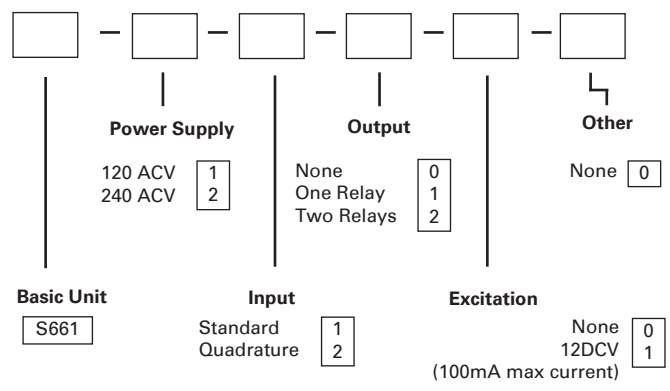 Power Supply
120 ACV 1
240 ACV 2
Output
None 0
One Relay 1
Two Relays 2
Other
None 0
Basic Unit
S661
Input
Standard 1
Quadrature 2
Excitation
None 0
12DCV 1
(100mA max current)